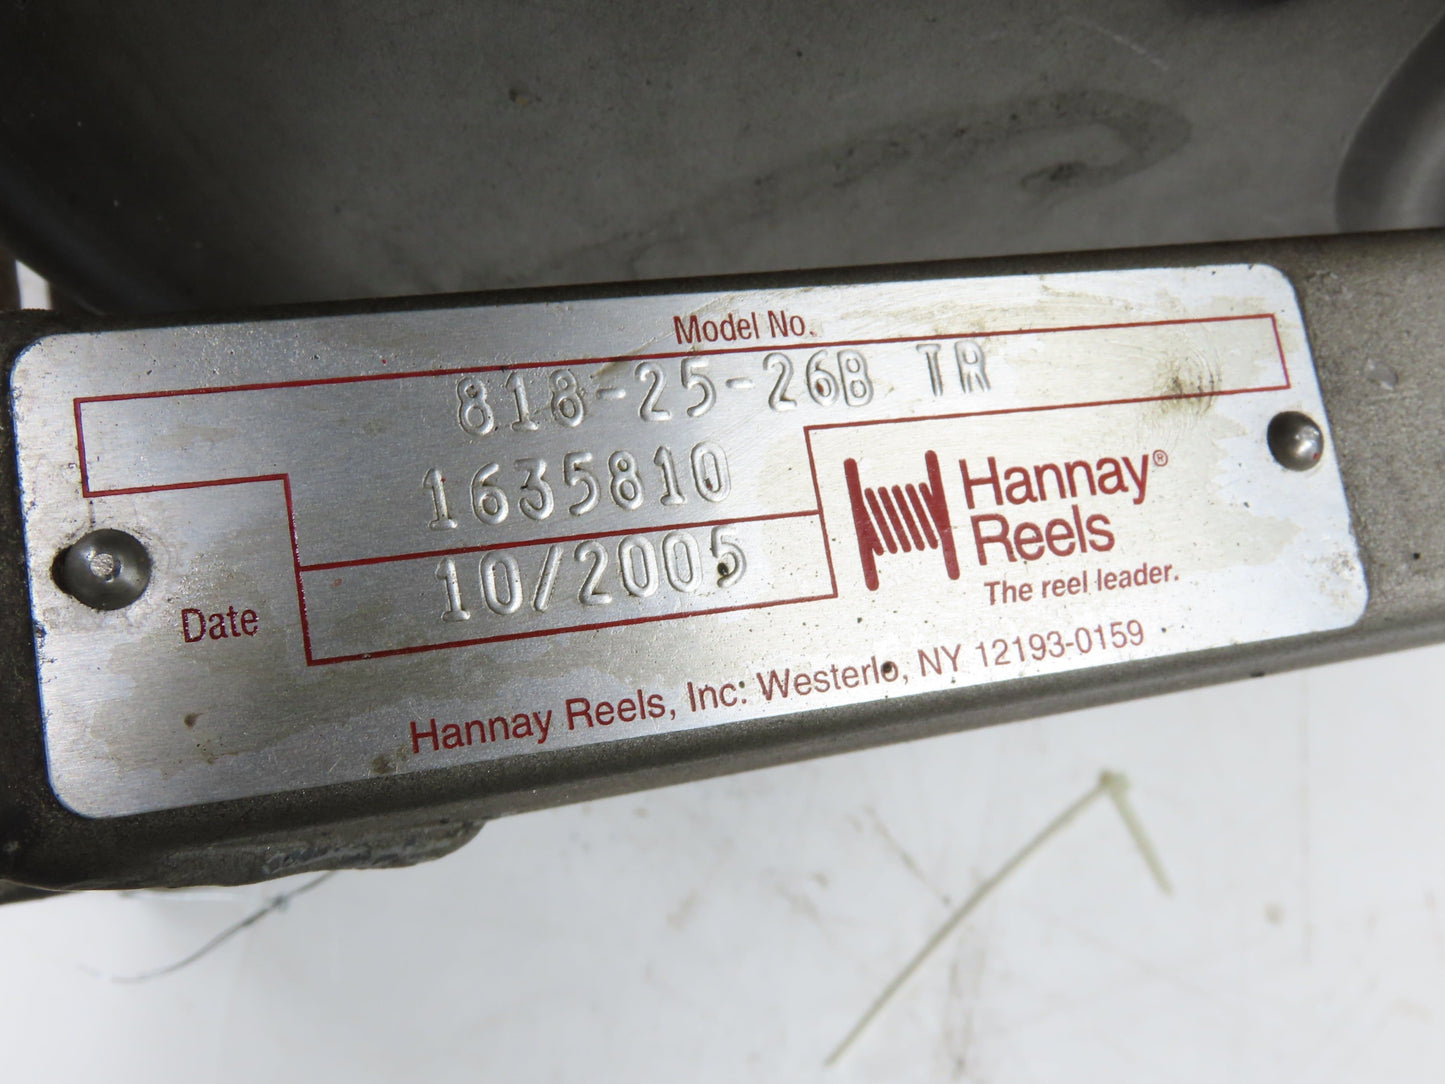 Model No.
818-25-26B TR
1635810
10/2005
Date
Hannay®
Reels
The reel leader.
Hannay Reels, Inc. Westerlo, NY 12193-0159